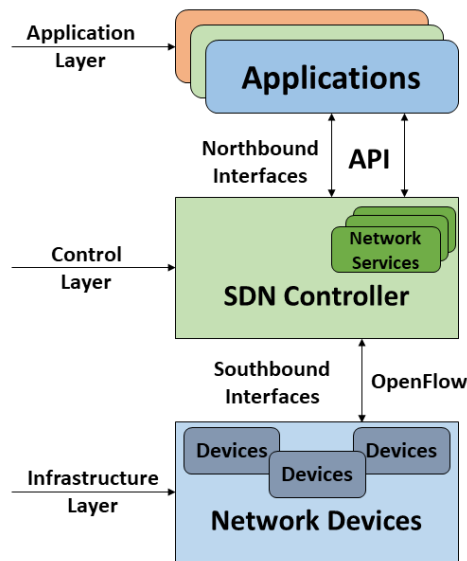 Application
Layer
Applications
Northbound
Interfaces
API
Network
Services
Control
Layer
SDN Controller
Southbound
Interfaces
OpenFlow
Devices
Devices
Devices
Infrastructure
Layer
Network Devices